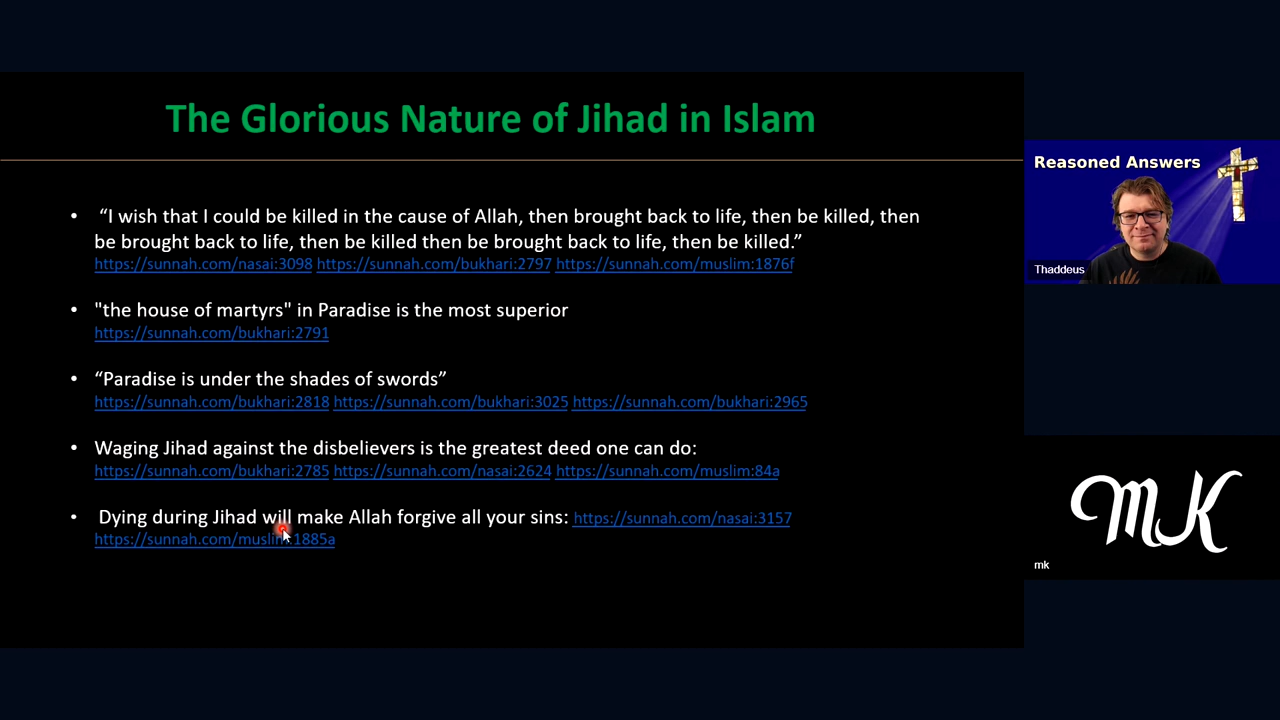 The Glorious Nature of Jihad in Islam
• “I wish that I could be killed in the cause of Allah, then brought back to life, then be killed, then
be brought back to life, then be killed then be brought back to life, then be killed.”
https://sunnah.com/nasai:3098 https://sunnah.com/bukhari:2797 https://sunnah.com/muslim:1876f
• "the house of martyrs" in Paradise is the most superior
https://sunnah.com/bukhari:2791
• “Paradise is under the shades of swords”
https://sunnah.com/bukhari:2818 https://sunnah.com/bukhari:3025 https://sunnah.com/bukhari:2965
• Waging Jihad against the disbelievers is the greatest deed one can do:
https://sunnah.com/bukhari:2785 https://sunnah.com/nasai:2624 https://sunnah.com/muslim:84a
• Dying during Jihad will make Allah forgive all your sins: https://sunnah.com/nasai:3157
https://sunnah.com/muslim:1885a
Reasoned Answers
Thaddeus
MK
mk